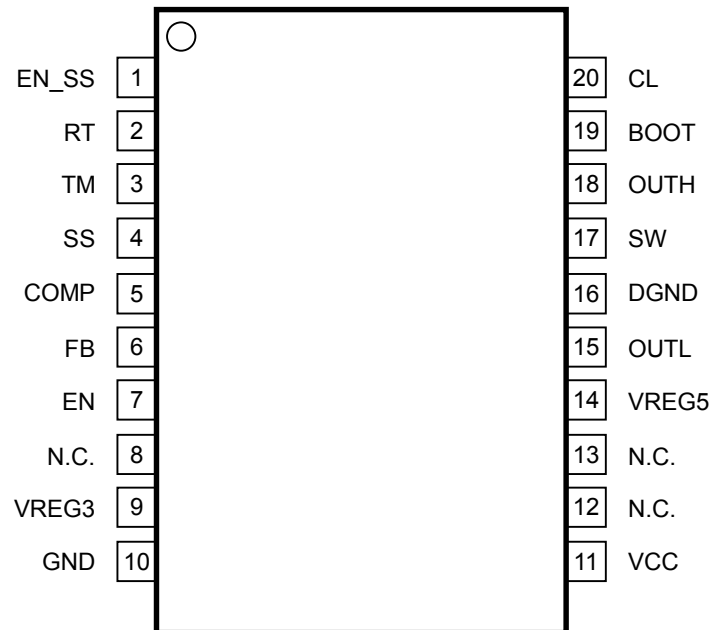 EN_SS 1 20 CL
RT 2 19 BOOT
TM 3 18 OUTH
SS 4 17 SW
COMP 5 16 DGND
FB 6 15 OUTL
EN 7 14 VREG5
N.C. 8 13 N.C.
VREG3 9 12 N.C.
GND 10 11 VCC